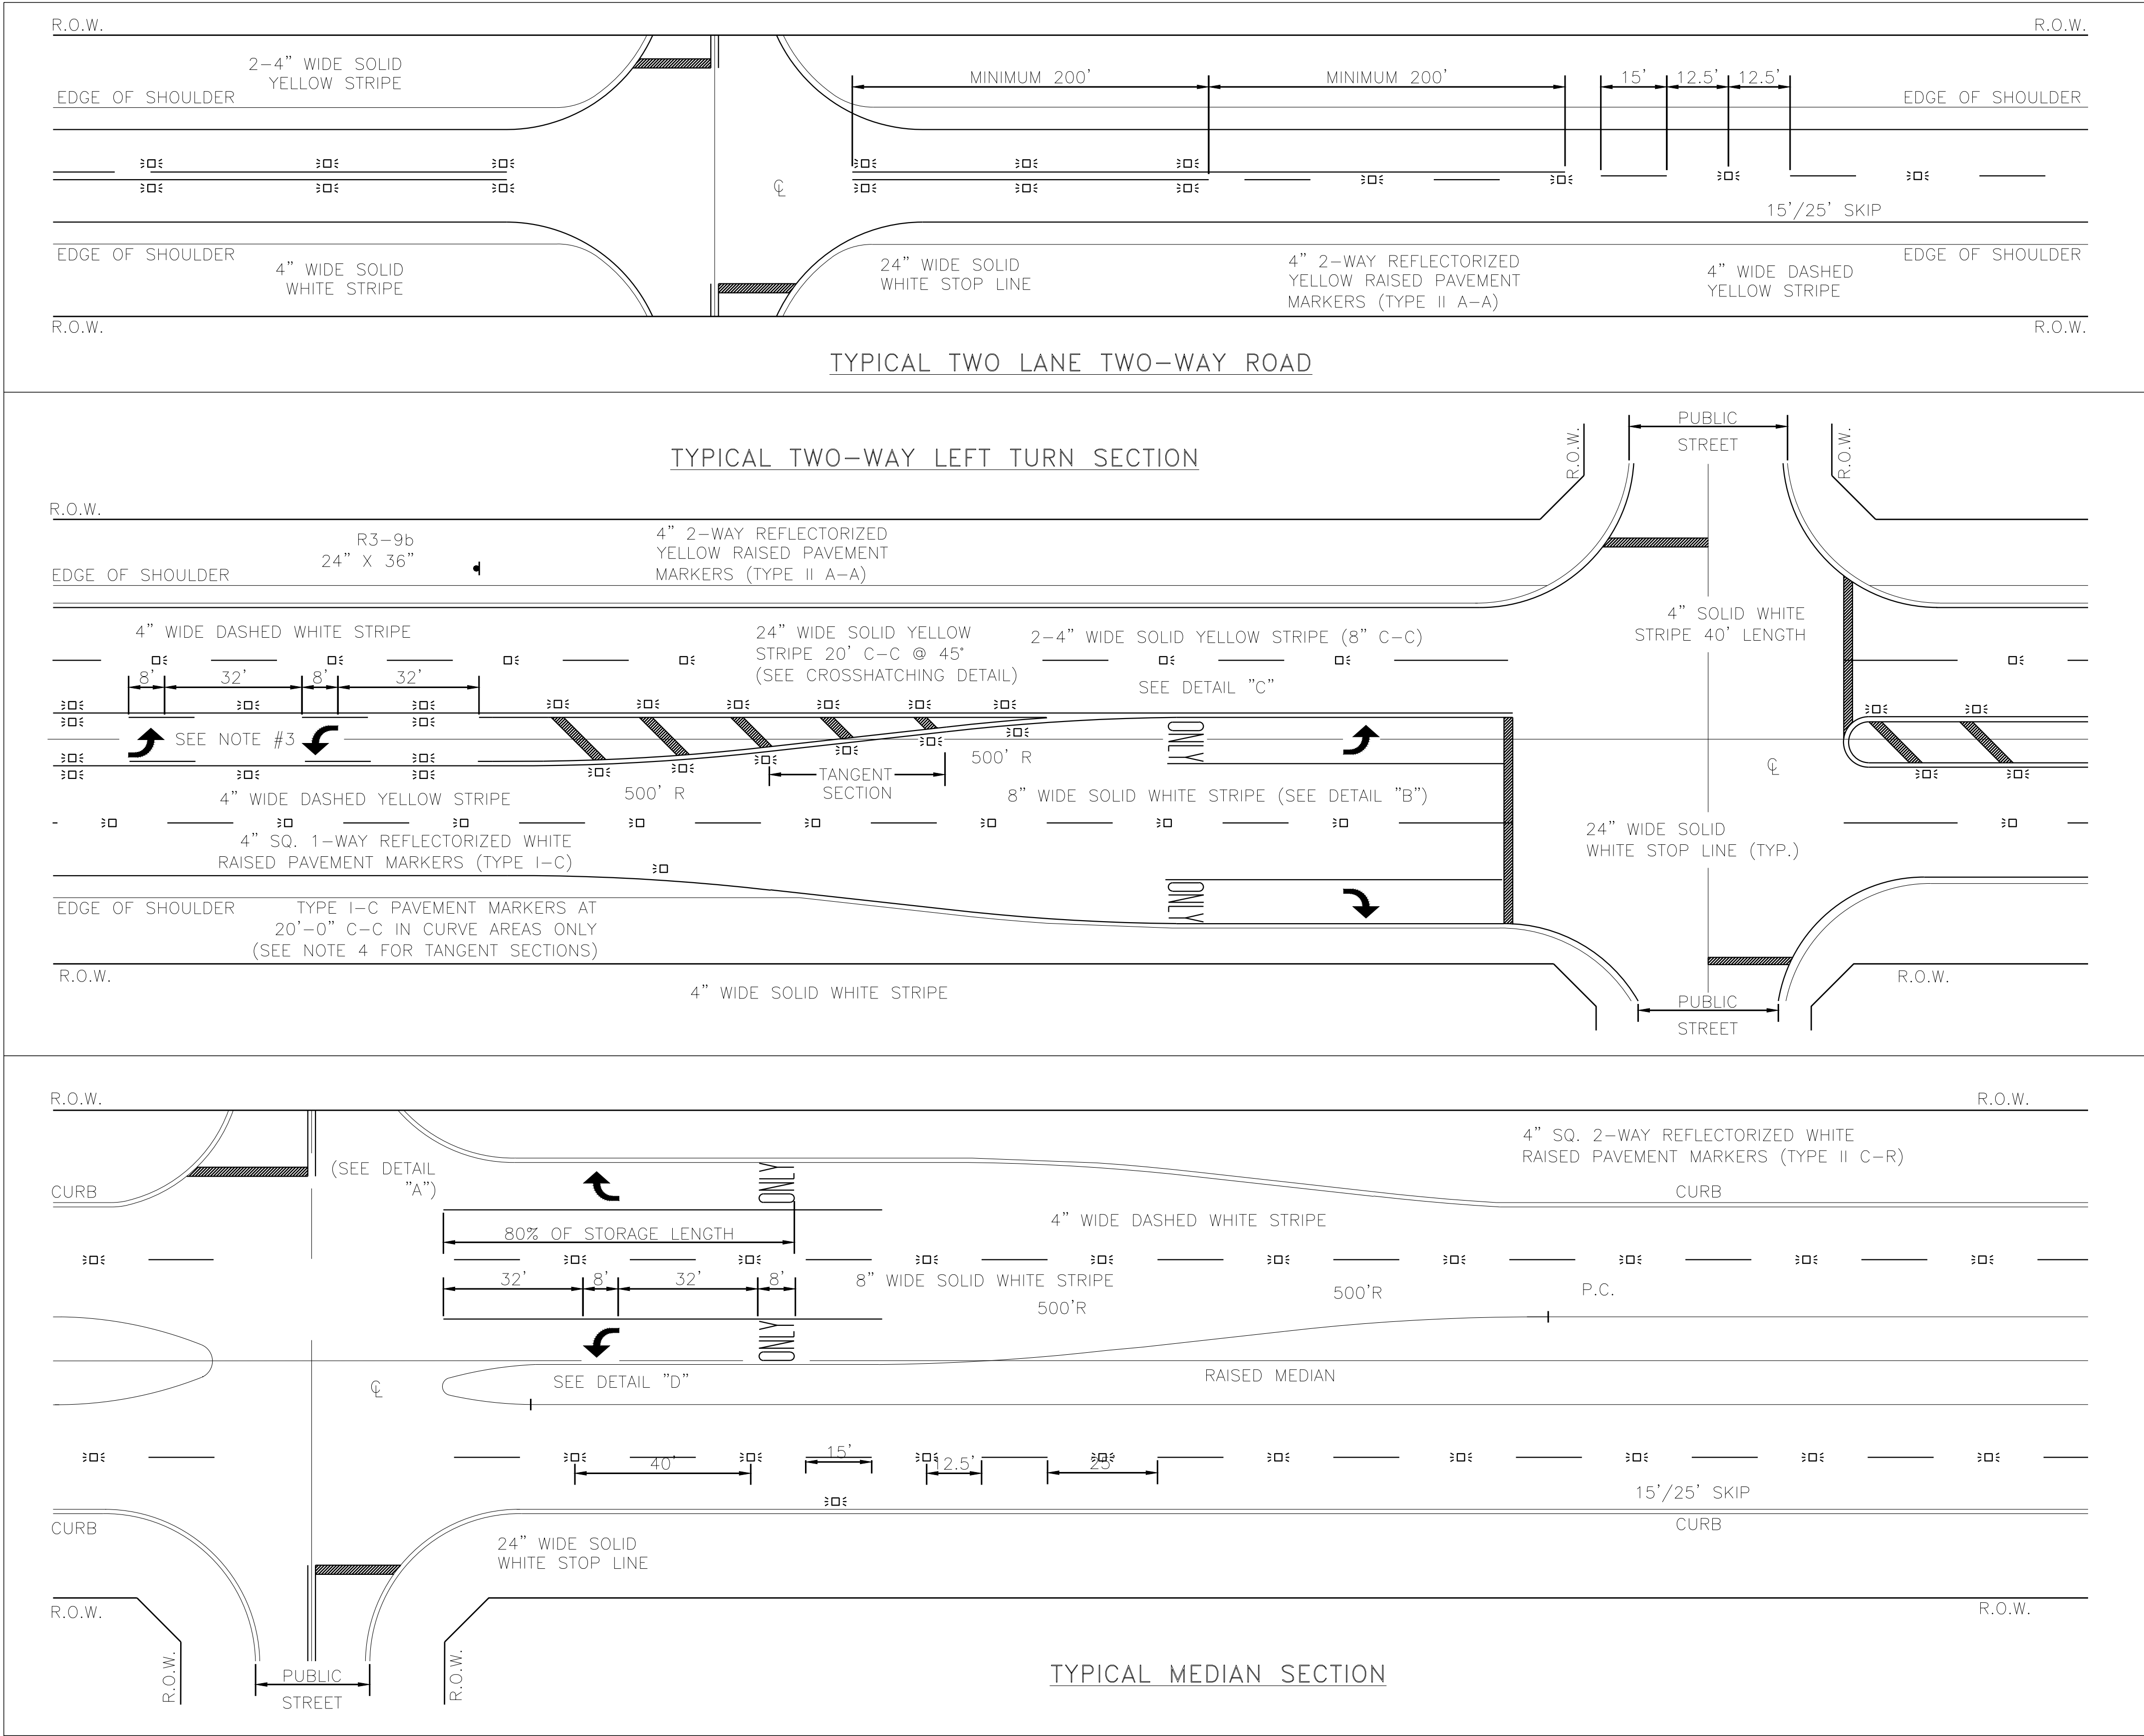 R.O.W.
R.O.W.
2-4" WIDE SOLID
YELLOW STRIPE
MINIMUM 200'
MINIMUM 200'
15'
12.5'
12.5'
EDGE OF SHOULDER
EDGE OF SHOULDER
℄
15'/25' SKIP
EDGE OF SHOULDER
EDGE OF SHOULDER
4" WIDE SOLID
WHITE STRIPE
24" WIDE SOLID
WHITE STOP LINE
4" 2-WAY REFLECTORIZED
YELLOW RAISED PAVEMENT
MARKERS (TYPE II A-A)
4" WIDE DASHED
YELLOW STRIPE
R.O.W.
R.O.W.
TYPICAL TWO LANE TWO-WAY ROAD
TYPICAL TWO-WAY LEFT TURN SECTION
R.O.W.
PUBLIC
STREET
R.O.W.
R.O.W.
R3-9b
24" X 36"
4" 2-WAY REFLECTORIZED
YELLOW RAISED PAVEMENT
MARKERS (TYPE II A-A)
EDGE OF SHOULDER
4" WIDE DASHED WHITE STRIPE
24" WIDE SOLID YELLOW
STRIPE 20' C-C @ 45°
(SEE CROSSHATCHING DETAIL)
2-4" WIDE SOLID YELLOW STRIPE (8" C-C)
4" SOLID WHITE
STRIPE 40' LENGTH
8'
32'
8'
32'
SEE DETAIL "C"
SEE NOTE #3
ONLY
500' R
TANGENT
SECTION
℄
4" WIDE DASHED YELLOW STRIPE
500' R
8" WIDE SOLID WHITE STRIPE (SEE DETAIL "B")
4" SQ. 1-WAY REFLECTORIZED WHITE
RAISED PAVEMENT MARKERS (TYPE I-C)
24" WIDE SOLID
WHITE STOP LINE (TYP.)
ONLY
EDGE OF SHOULDER
TYPE I-C PAVEMENT MARKERS AT
20'-0" C-C IN CURVE AREAS ONLY
(SEE NOTE 4 FOR TANGENT SECTIONS)
R.O.W.
R.O.W.
4" WIDE SOLID WHITE STRIPE
PUBLIC
STREET
R.O.W.
R.O.W.
4" SQ. 2-WAY REFLECTORIZED WHITE
RAISED PAVEMENT MARKERS (TYPE II C-R)
(SEE DETAIL
"A")
ONLY
CURB
CURB
80% OF STORAGE LENGTH
4" WIDE DASHED WHITE STRIPE
32'
8'
32'
8'
8" WIDE SOLID WHITE STRIPE
500'R
500'R
P.C.
ONLY
℄
SEE DETAIL "D"
RAISED MEDIAN
40'
15'
12.5'
25'
15'/25' SKIP
CURB
CURB
24" WIDE SOLID
WHITE STOP LINE
R.O.W.
R.O.W.
R.O.W.
R.O.W.
PUBLIC
STREET
TYPICAL MEDIAN SECTION